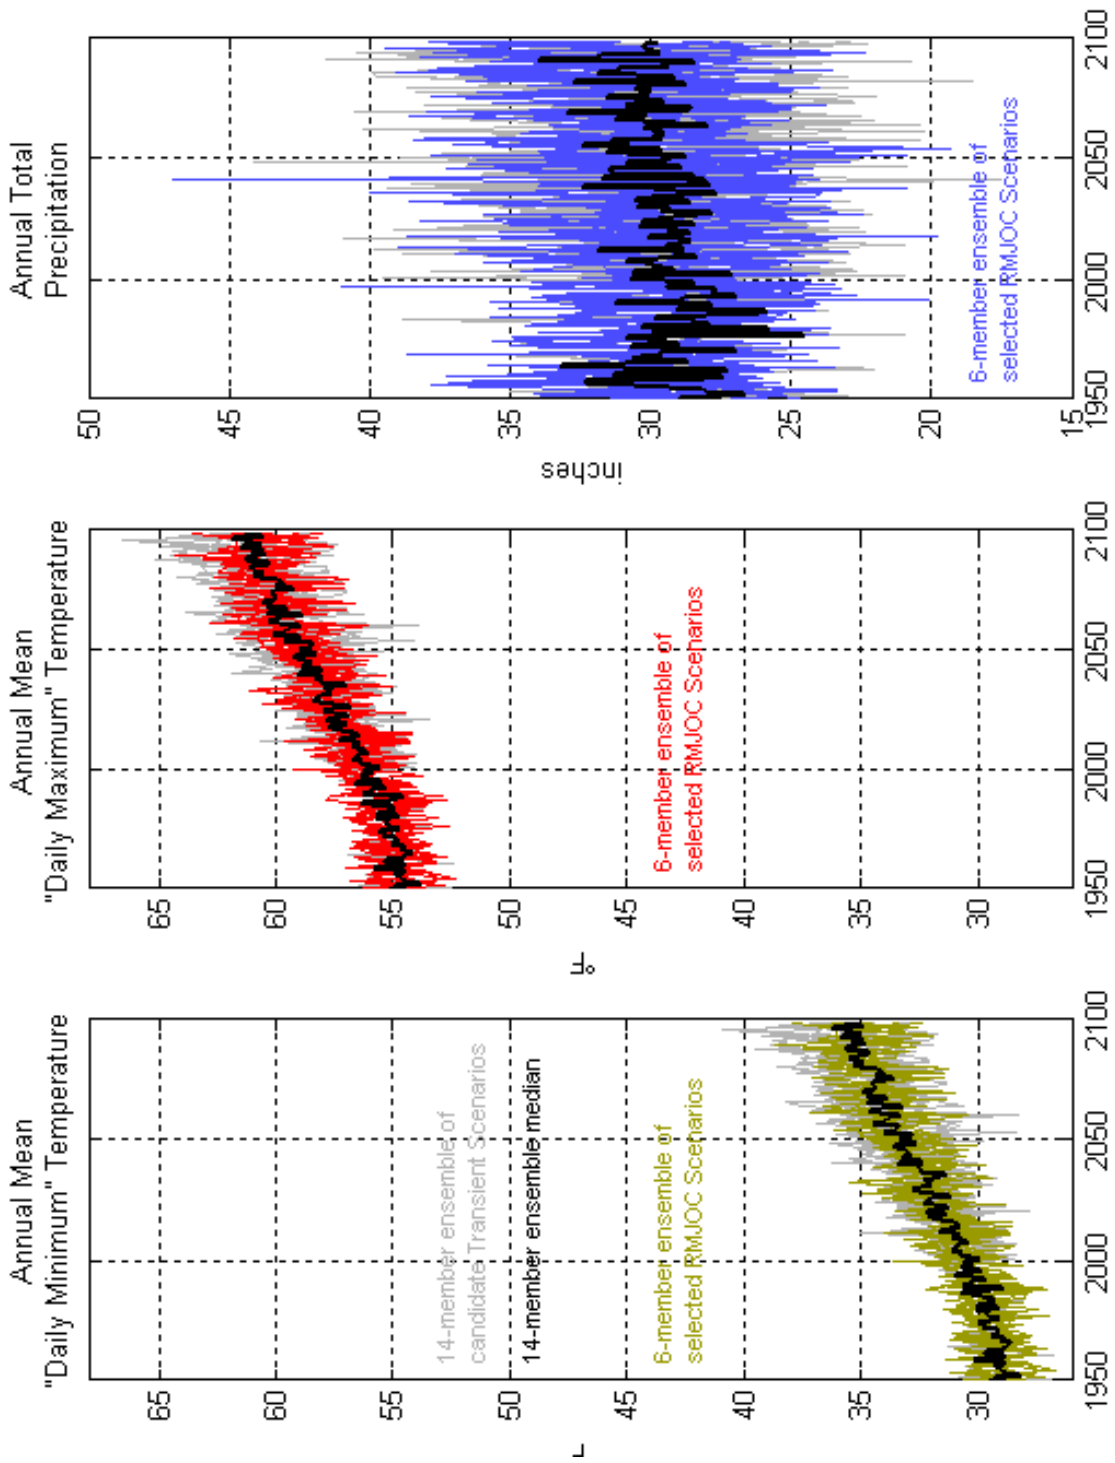 Annual Mean
"Daily Minimum" Temperature
65
60
55
50
45
40
35
30
1950
2000
2050
2100
14-member ensemble of
candidate Transient Scenarios
14-member ensemble median
6-member ensemble of
selected RMJOC Scenarios
Annual Mean
"Daily Maximum" Temperature
°F
65
60
55
50
45
40
35
30
1950
2000
2050
2100
6-member ensemble of
selected RMJOC Scenarios
Annual Total
Precipitation
inches
50
45
40
35
30
25
20
15
1950
2000
2050
2100
6-member ensemble of
selected RMJOC Scenarios